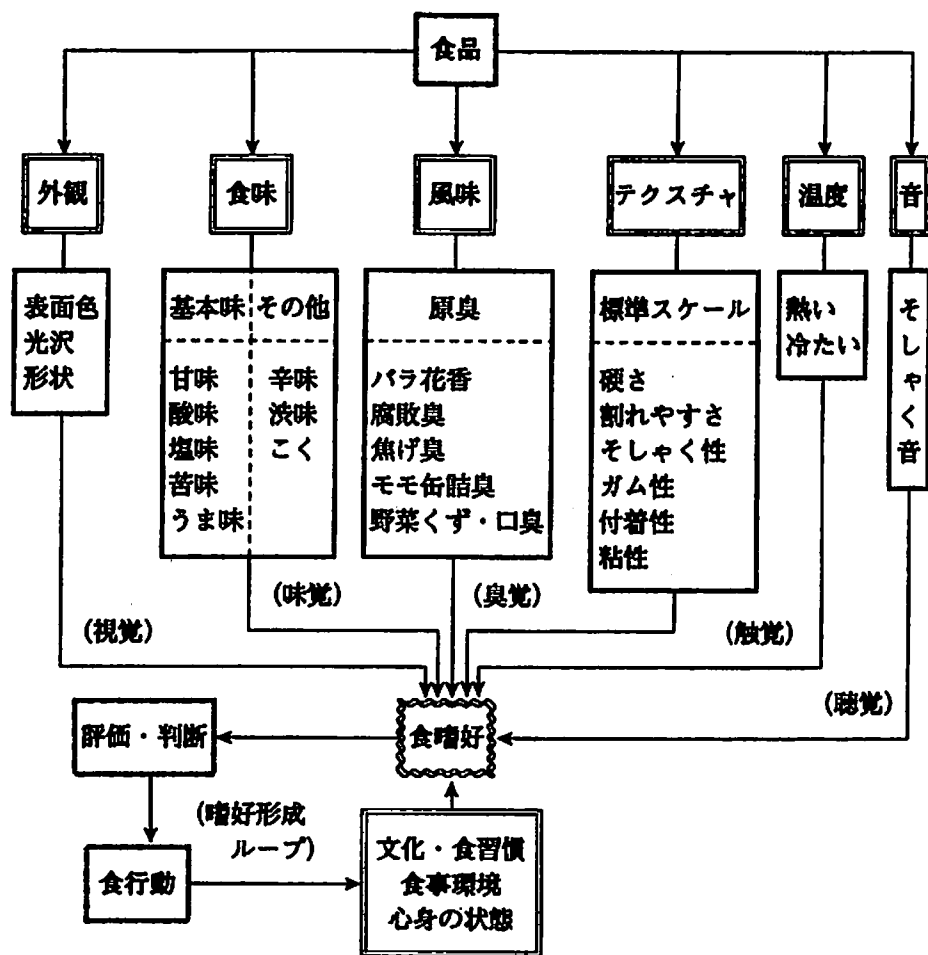 食品
外観
食味
風味
テクスチャ
温度
音
表面色
光沢
形状
基本味 その他
甘味 辛味
酸味 渋味
塩味 こく
苦味
うま味
原臭
バラ花香
腐敗臭
焦げ臭
モモ缶詰臭
野菜くず・口臭
標準スケール
硬さ
割れやすさ
そしゃく性
ガム性
付着性
粘性
熱い
冷たい
そしゃく音
(視覚)
(味覚)
(臭覚)
(触覚)
(聴覚)
食嗜好
評価・判断
(嗜好形成
ループ)
食行動
文化・食習慣
食事環境
心身の状態